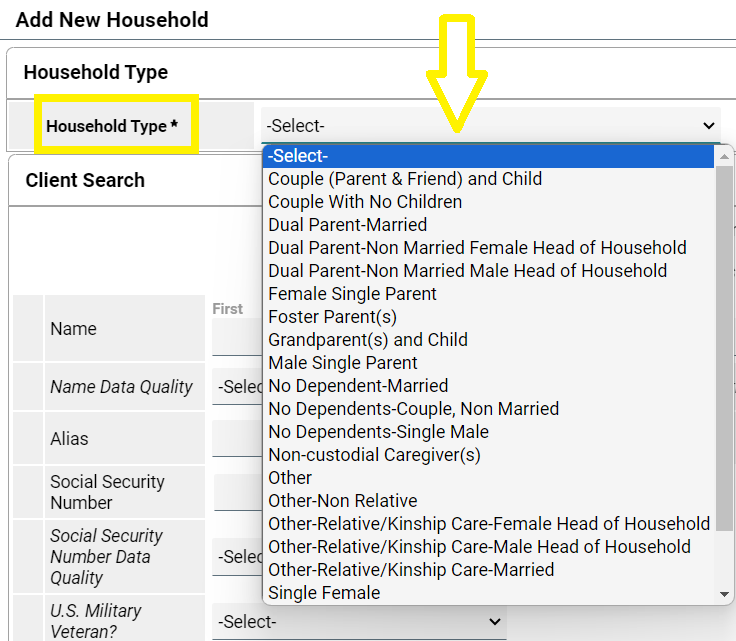 Add New Household
Household Type
Household Type *
-Select-
-Select-
Couple (Parent & Friend) and Child
Couple With No Children
Dual Parent-Married
Dual Parent-Non Married Female Head of Household
Dual Parent-Non Married Male Head of Household
Female Single Parent
Foster Parent(s)
Grandparent(s) and Child
Male Single Parent
No Dependent-Married
No Dependents-Couple, Non Married
No Dependents-Single Male
Non-custodial Caregiver(s)
Other
Other-Non Relative
Other-Relative/Kinship Care-Female Head of Household
Other-Relative/Kinship Care-Male Head of Household
Other-Relative/Kinship Care-Married
Single Female
Client Search
First
Name
Name Data Quality
-Selec
Alias
Social Security
Number
Social Security
Number Data
Quality
-Selec
U.S. Military
Veteran?
-Select-